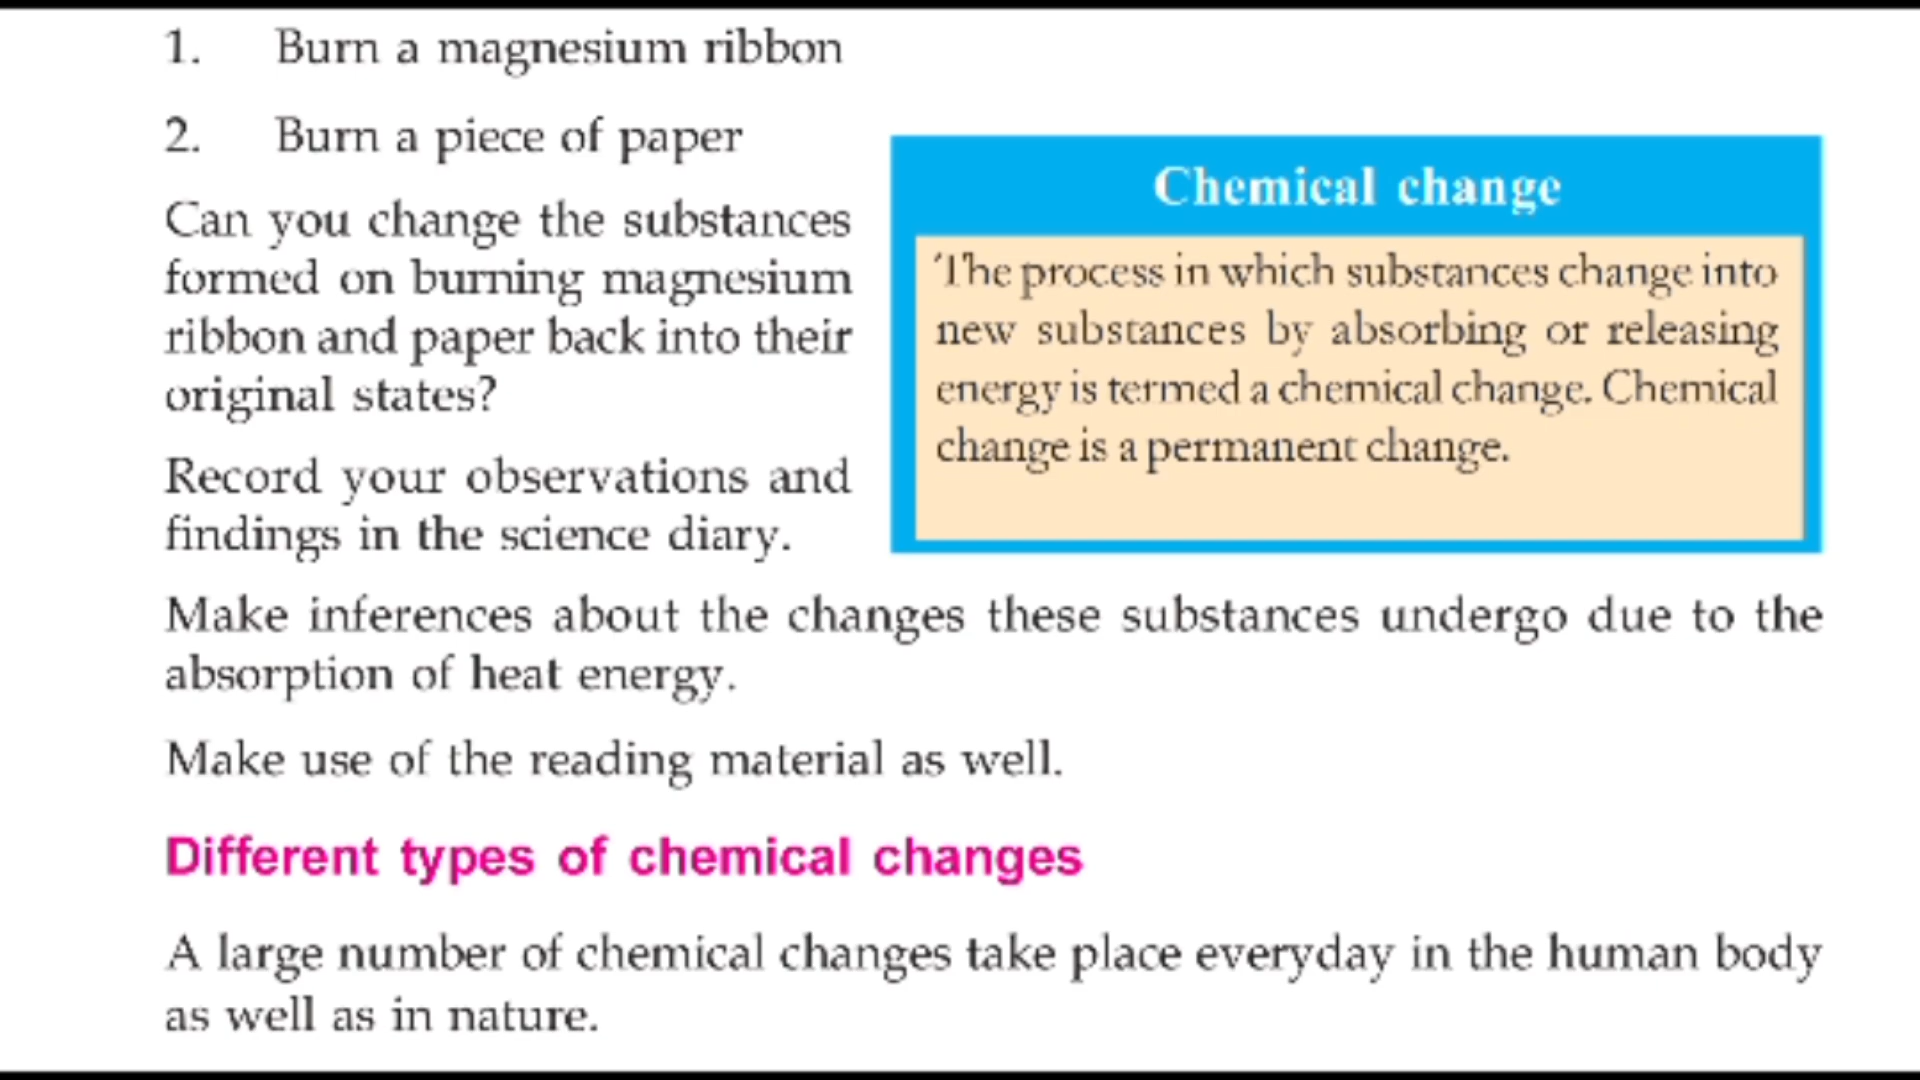 1. Burn a magnesium ribbon
2. Burn a piece of paper
Can you change the substances
formed on burning magnesium
ribbon and paper back into their
original states?
Record your observations and
findings in the science diary.
Chemical change
The process in which substances change into
new substances by absorbing or releasing
energy is termed a chemical change. Chemical
change is a permanent change.
Make inferences about the changes these substances undergo due to the
absorption of heat energy.
Make use of the reading material as well.
Different types of chemical changes
A large number of chemical changes take place everyday in the human body
as well as in nature.